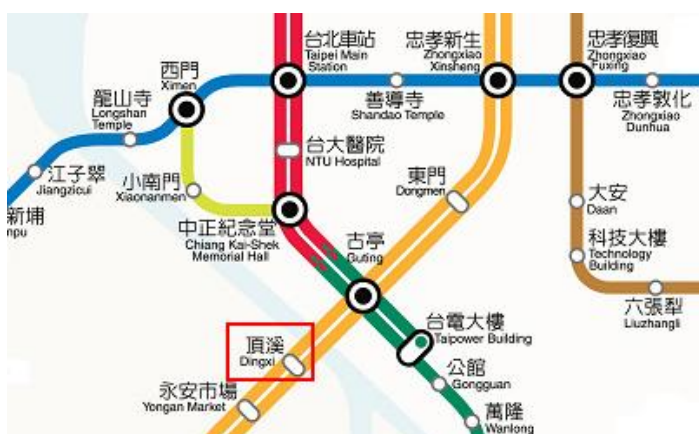 台北車站
Taipei Main
Station
忠孝新生
Zhongxiao
Xinsheng
忠孝復興
Zhongxiao
Fuxing
西門
Ximen
龍山寺
Longshan
Temple
善導寺
Shandao Temple
忠孝敦化
Zhongxiao
Dunhua
江子翠
Jiangzicui
小南門
Xiaonanmen
台大醫院
NTU Hospital
東門
Dongmen
新埔
npu
大安
Daan
中正紀念堂
Chiang Kai-Shek
Memorial Hall
古亭
Guting
科技大樓
Technology
Building
六張犁
Liuzhangli
台電大樓
Taipower Building
頂溪
Dingxi
公館
Gongguan
永安市場
Yongan Market
萬隆
Wanlong